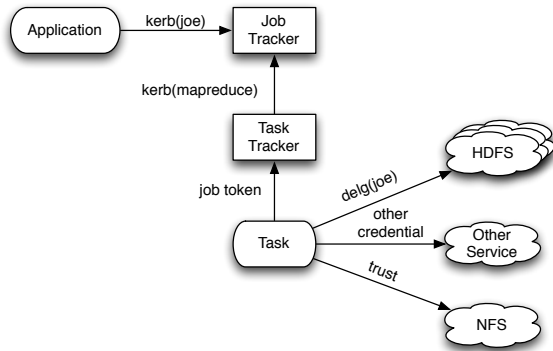 Application
kerb(joe)
Job
Tracker
kerb(mapreduce)
Task
Tracker
job token
Task
delg(joe)
HDFS
other
credential
Other
Service
trust
NFS